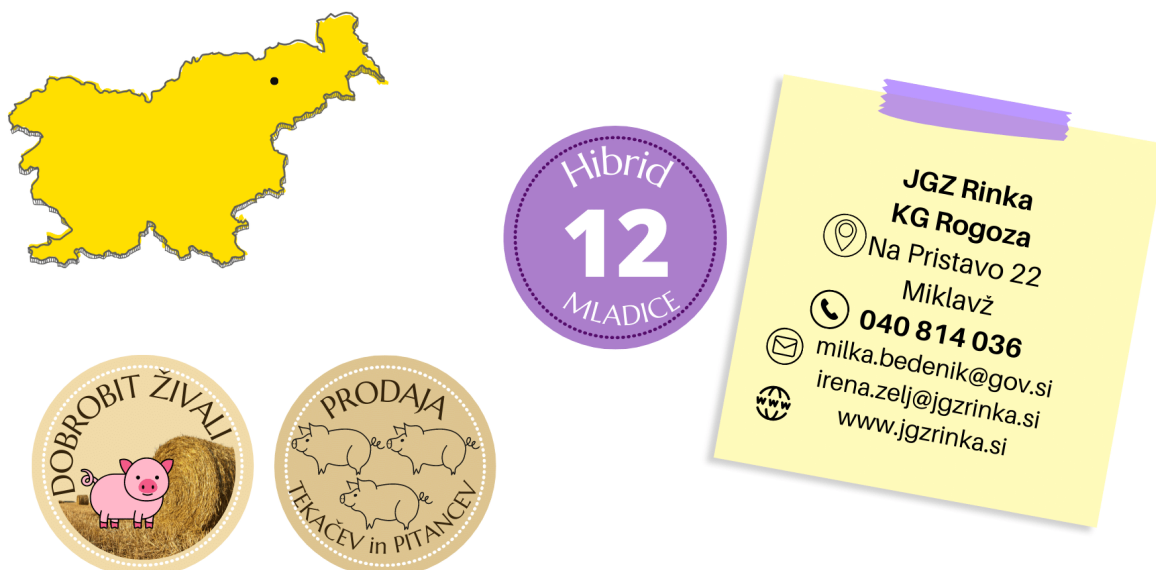 Hibrid
12
MLADICE
JGZ Rinka
KG Rogoza
Na Pristavo 22
Miklavž
040 814 036
milka.bedenik@gov.si
irena.zelj@jgzrinka.si
www
www.jgzrinka.si
DOBROBIT ŽIVALI
PRODAJA
TEKAČEV in PITANCEV